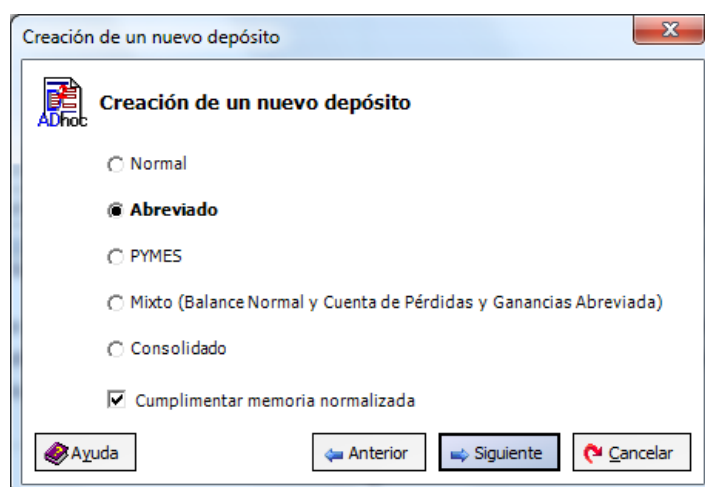 Creación de un nuevo depósito
X
ADhoc
Creación de un nuevo depósito
Normal
Abreviado
PYMES
Mixto (Balance Normal y Cuenta de Pérdidas y Ganancias Abreviada)
Consolidado
Cumplimentar memoria normalizada
Ayuda Anterior Siguiente Cancelar